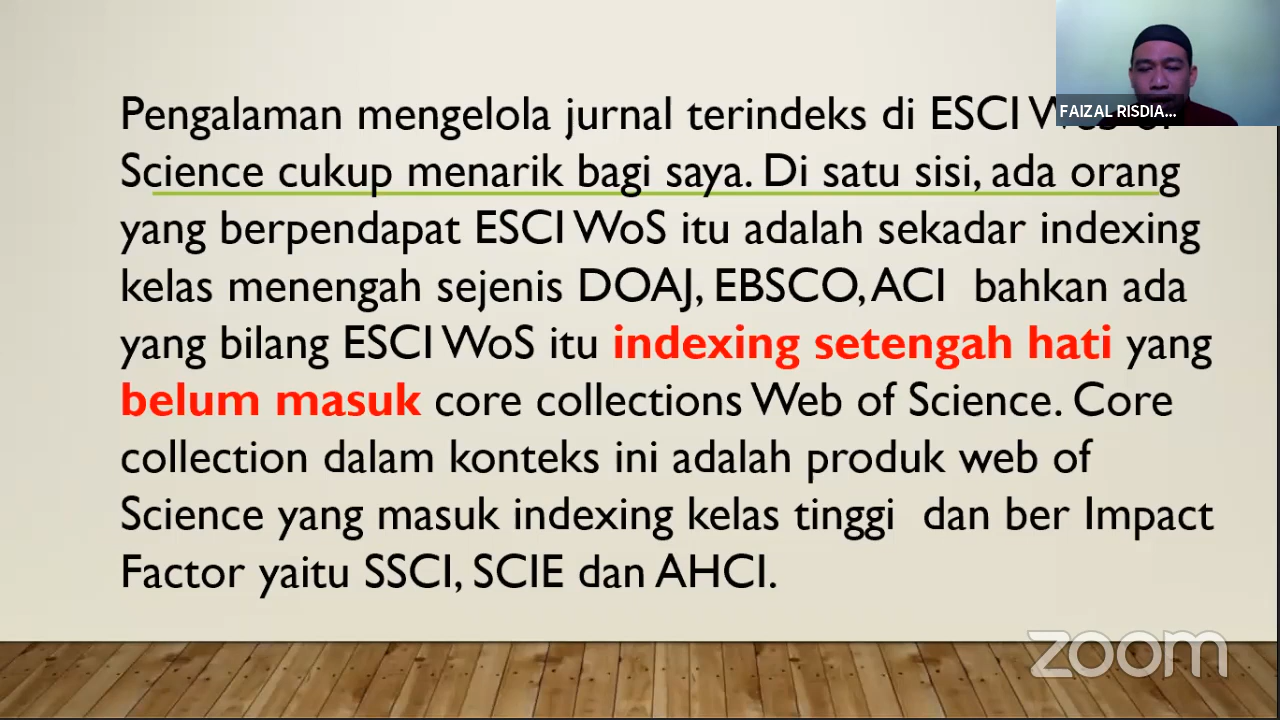 Pengalaman mengelola jurnal terindeks di ESCI Web of
Science cukup menarik bagi saya. Di satu sisi, ada orang
yang berpendapat ESCI WoS itu adalah sekadar indexing
kelas menengah sejenis DOAJ, EBSCO, ACI bahkan ada
yang bilang ESCI WoS itu indexing setengah hati yang
belum masuk core collections Web of Science. Core
collection dalam konteks ini adalah produk web of
Science yang masuk indexing kelas tinggi dan ber Impact
Factor yaitu SSCI, SCIE dan AHCI.
FAIZAL RISDIA...
zoom